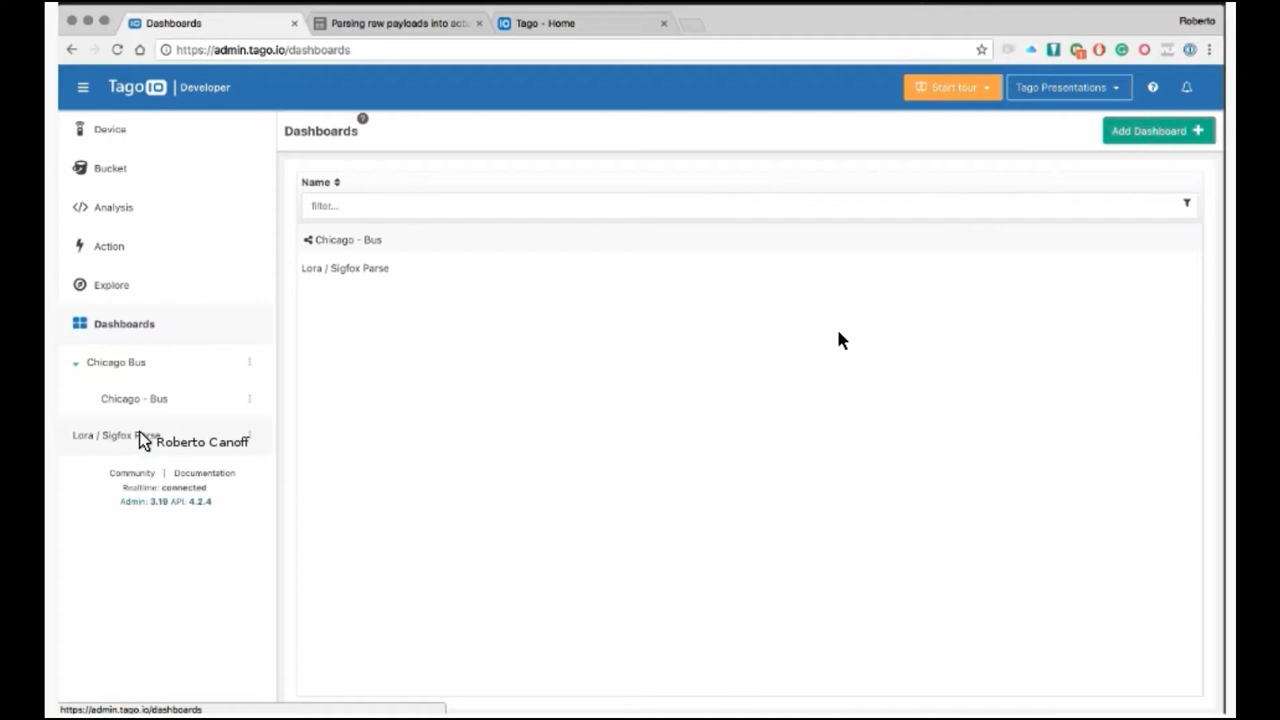 Dashboards
Parsing raw payloads into actu
Tago - Home
Roberto
https://admin.tago.io/dashboards
Tago IO | Developer
Start tour
Tago Presentations
Device
Bucket
Analysis
Action
Explore
Dashboards
Chicago Bus
Chicago - Bus
Lora / Sigfox
Roberto Canoff
Community | Documentation
Realtime: connected
Admin: 3.19 API: 4.2.4
Dashboards
Add Dashboard
Name
filter...
Chicago - Bus
Lora / Sigfox Parse
https://admin.tago.io/dashboards